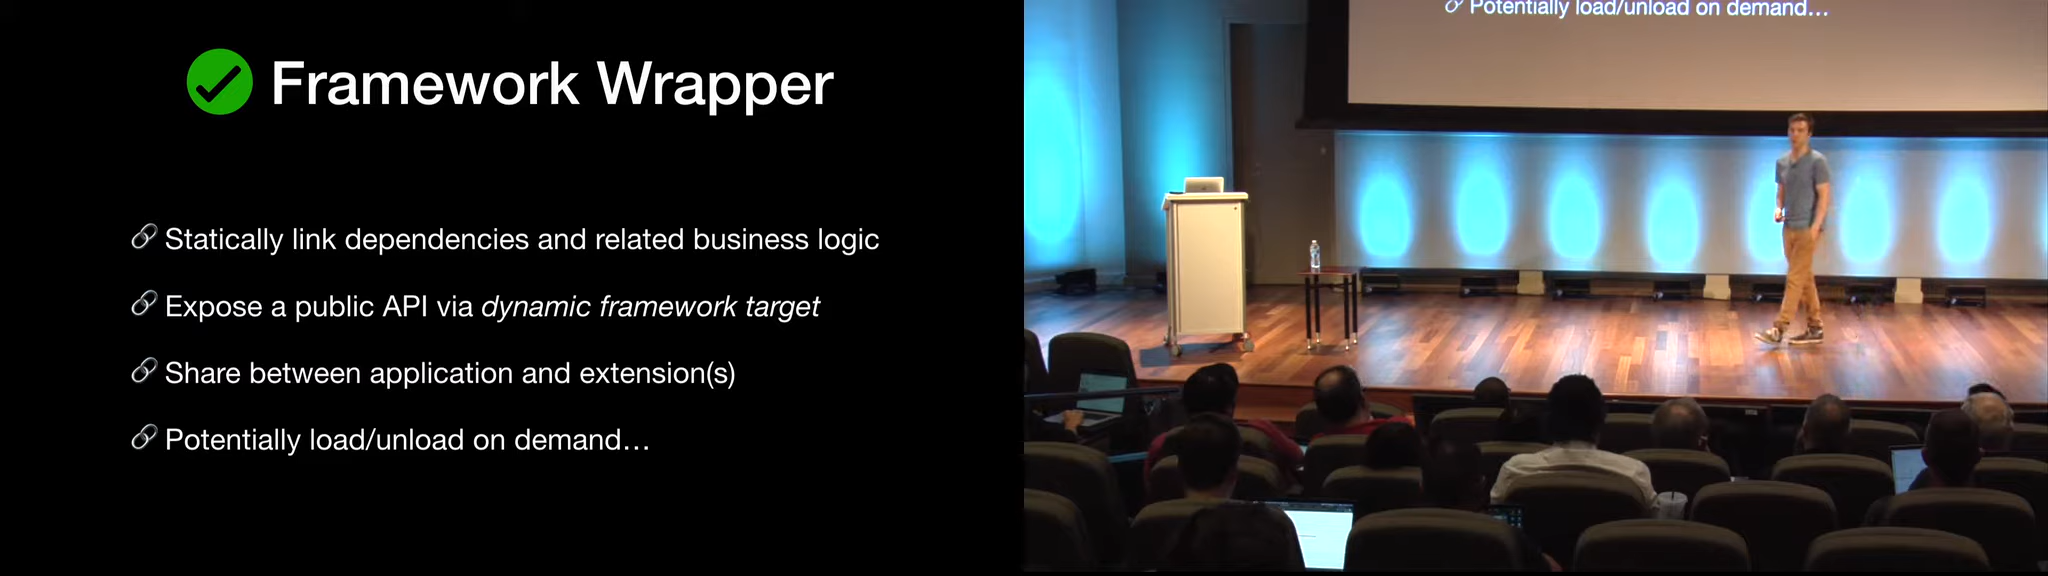 Framework Wrapper
Statically link dependencies and related business logic
Expose a public API via dynamic framework target
Share between application and extension(s)
Potentially load/unload on demand…
Potentially load/unload on demand…